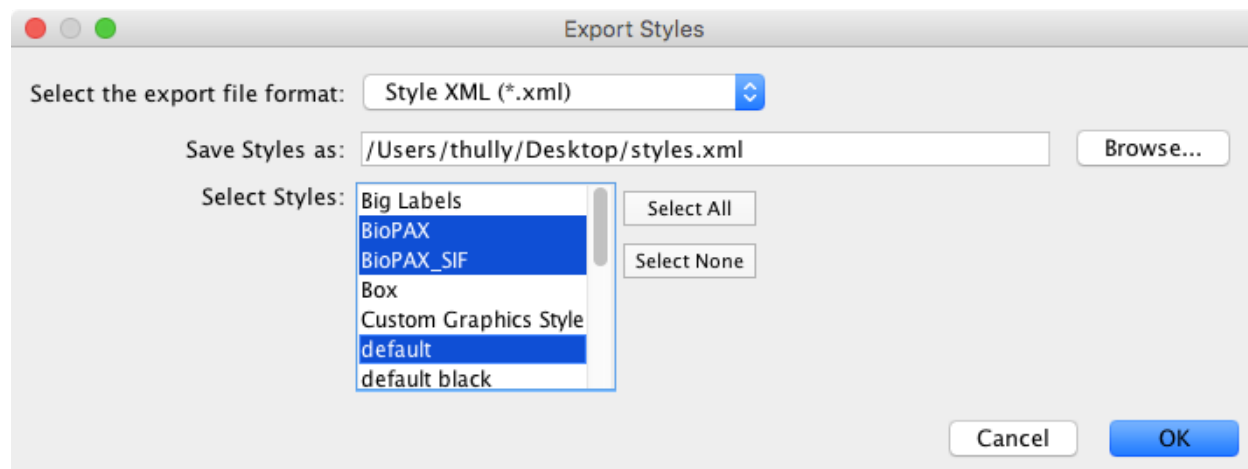 Export Styles
Select the export file format: Style XML (*.xml)
Save Styles as: /Users/thully/Desktop/styles.xml Browse...
Select Styles: Big Labels Select All
BioPAX
BioPAX_SIF Select None
Box
Custom Graphics Style
default
default black
Cancel OK